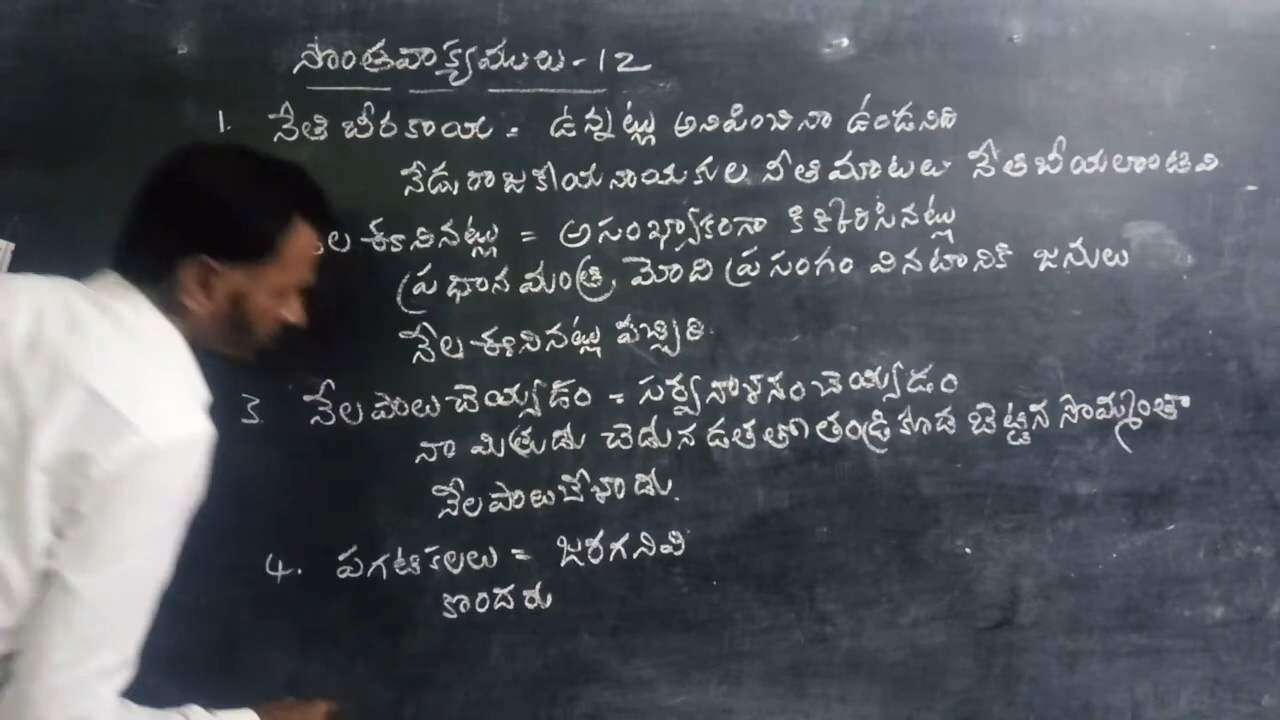 సొంతవాక్యములు - 12
1. నేతి బీరకాయ = ఉన్నట్లు అనిపించినా ఉండనిది
నేడు రాజకీయ నాయకుల నీతి మాటలు నేతిబీయలాంటివి
ల ఈనినట్లు = అసంఖ్యాకంగా కిక్కిరిసినట్లు
ప్రధాన మంత్రి మోది ప్రసంగం వినటానికి జనులు
నేల ఈనినట్లు వచ్చిరి.
3. నేలపాలు చెయ్యడం = సర్వనాశనం చెయ్యడం
నా మితృడు చెడునడతతో తండ్రి కూడ బెట్టిన సొమ్మంతా
నేలపాలుచేశాడు.
4. పగటికలలు = జరగనివి
కొందరు